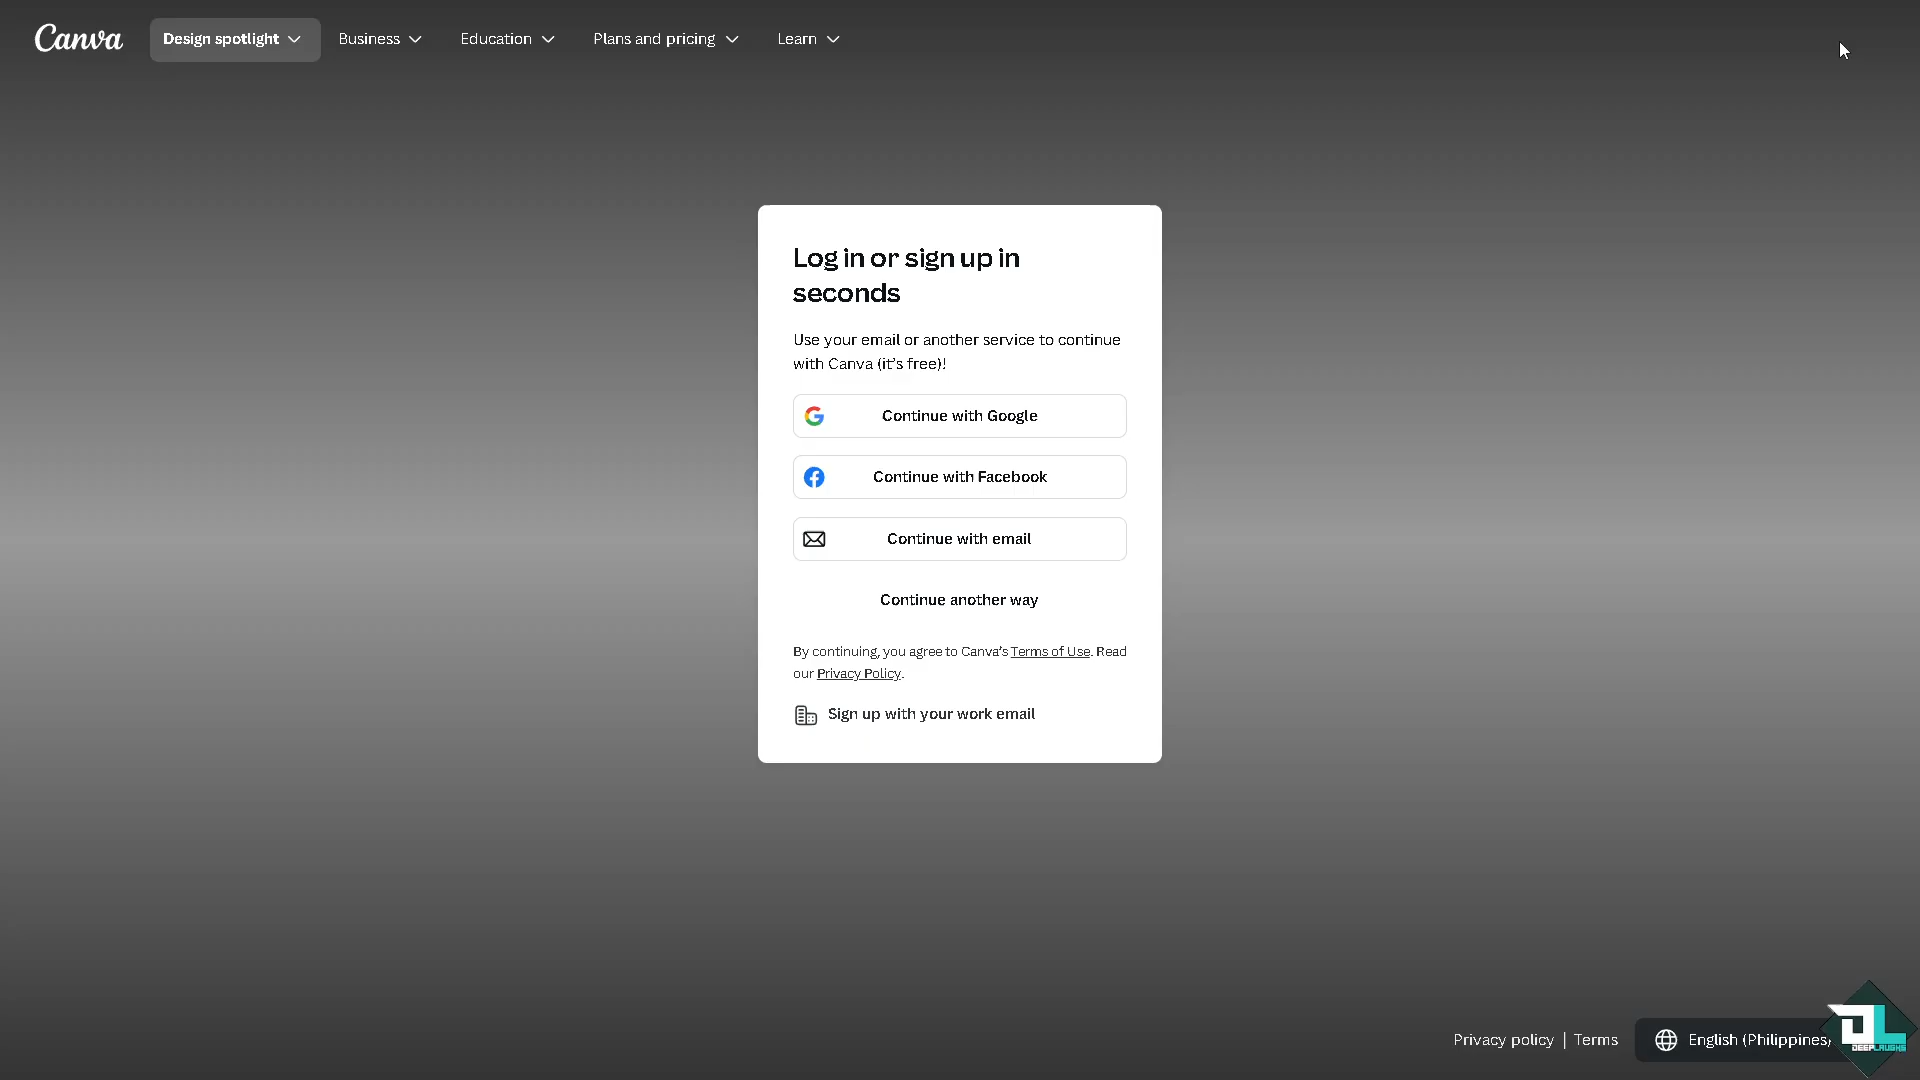 Canva
Design spotlight
Business
Education
Plans and pricing
Learn
Log in or sign up in
seconds
Use your email or another service to continue
with Canva (it's free)!
Continue with Google
Continue with Facebook
Continue with email
Continue another way
By continuing, you agree to Canva's Terms of Use. Read
our Privacy Policy.
Sign up with your work email
Privacy policy | Terms
English (Philippines)
DL
DEEPLAUGHS